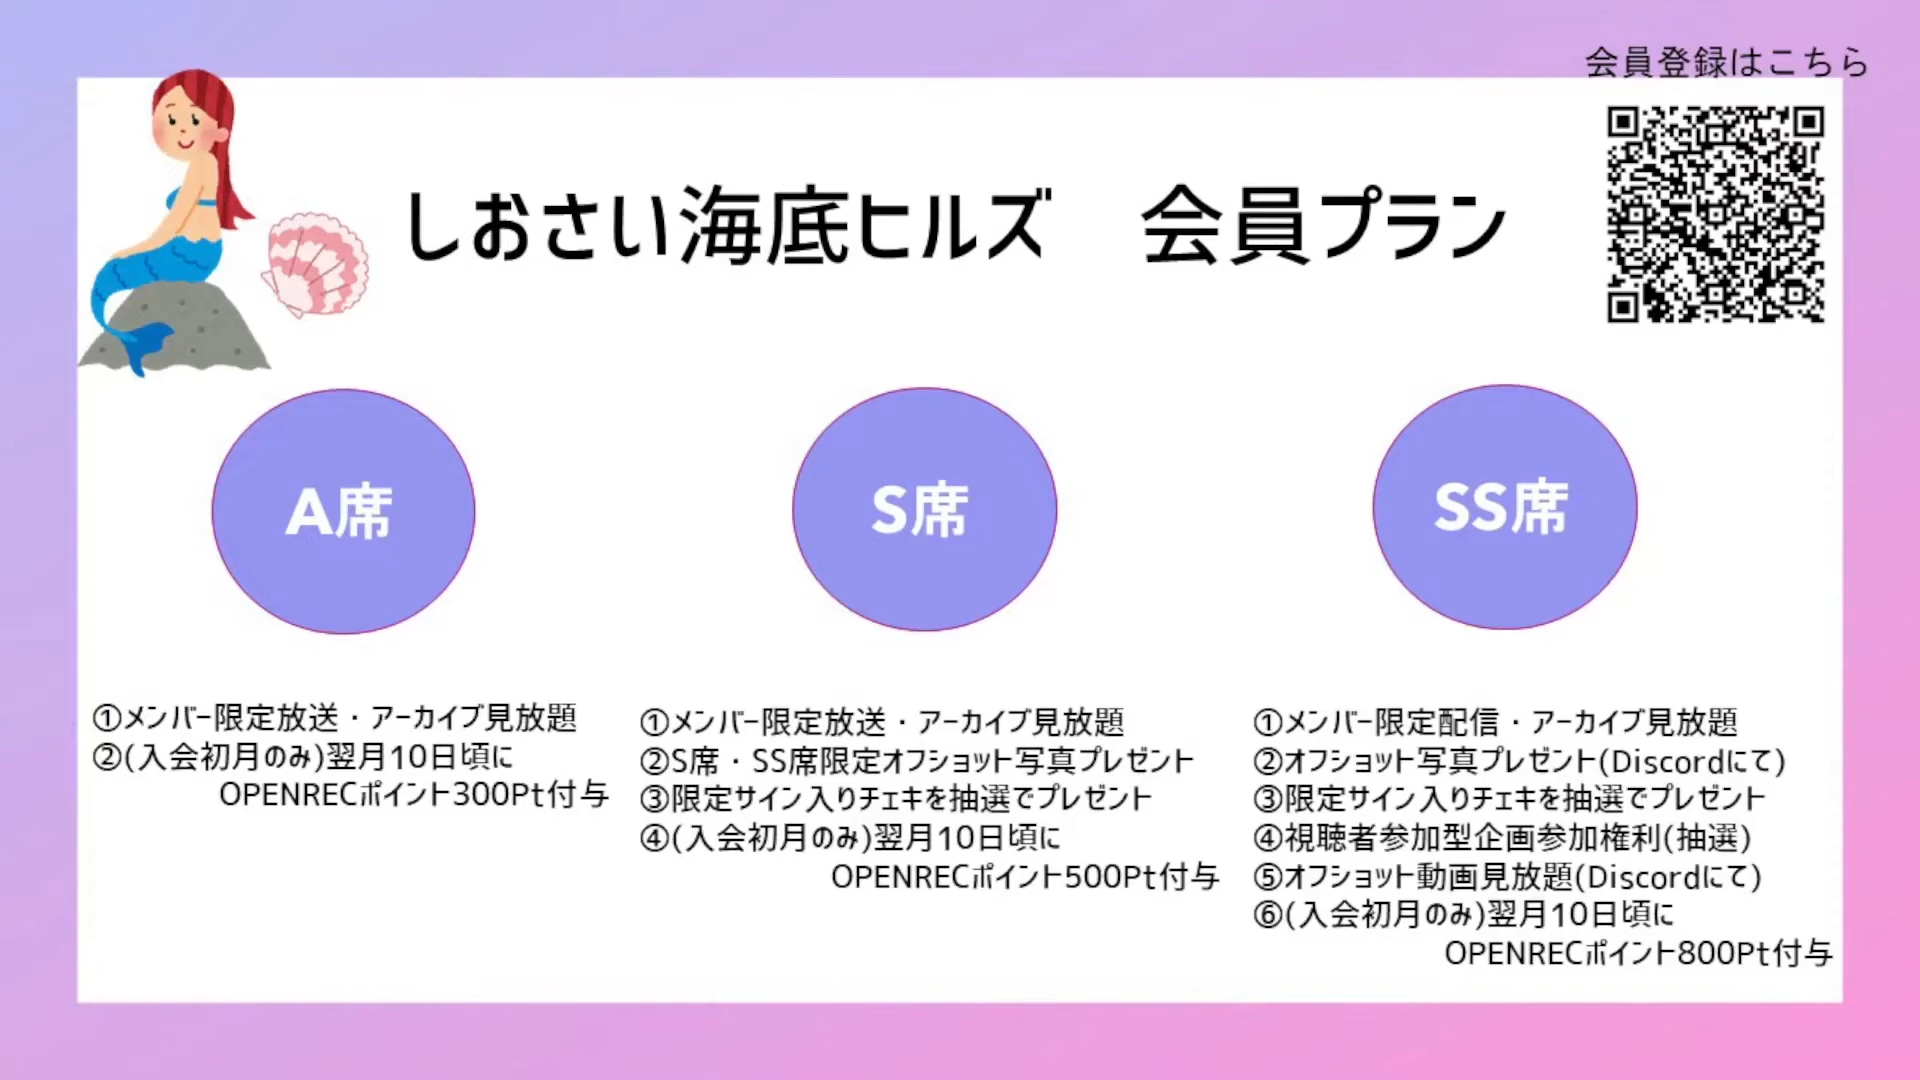 会員登録はこちら
しおさい海底ヒルズ　会員プラン
A席
①メンバー限定放送・アーカイブ見放題
②(入会初月のみ)翌月10日頃に
OPENRECポイント300Pt付与
S席
①メンバー限定放送・アーカイブ見放題
②S席・SS席限定オフショット写真プレゼント
③限定サイン入りチェキを抽選でプレゼント
④(入会初月のみ)翌月10日頃に
OPENRECポイント500Pt付与
SS席
①メンバー限定配信・アーカイブ見放題
②オフショット写真プレゼント(Discordにて)
③限定サイン入りチェキを抽選でプレゼント
④視聴者参加型企画参加権利(抽選)
⑤オフショット動画見放題(Discordにて)
⑥(入会初月のみ)翌月10日頃に
OPENRECポイント800Pt付与